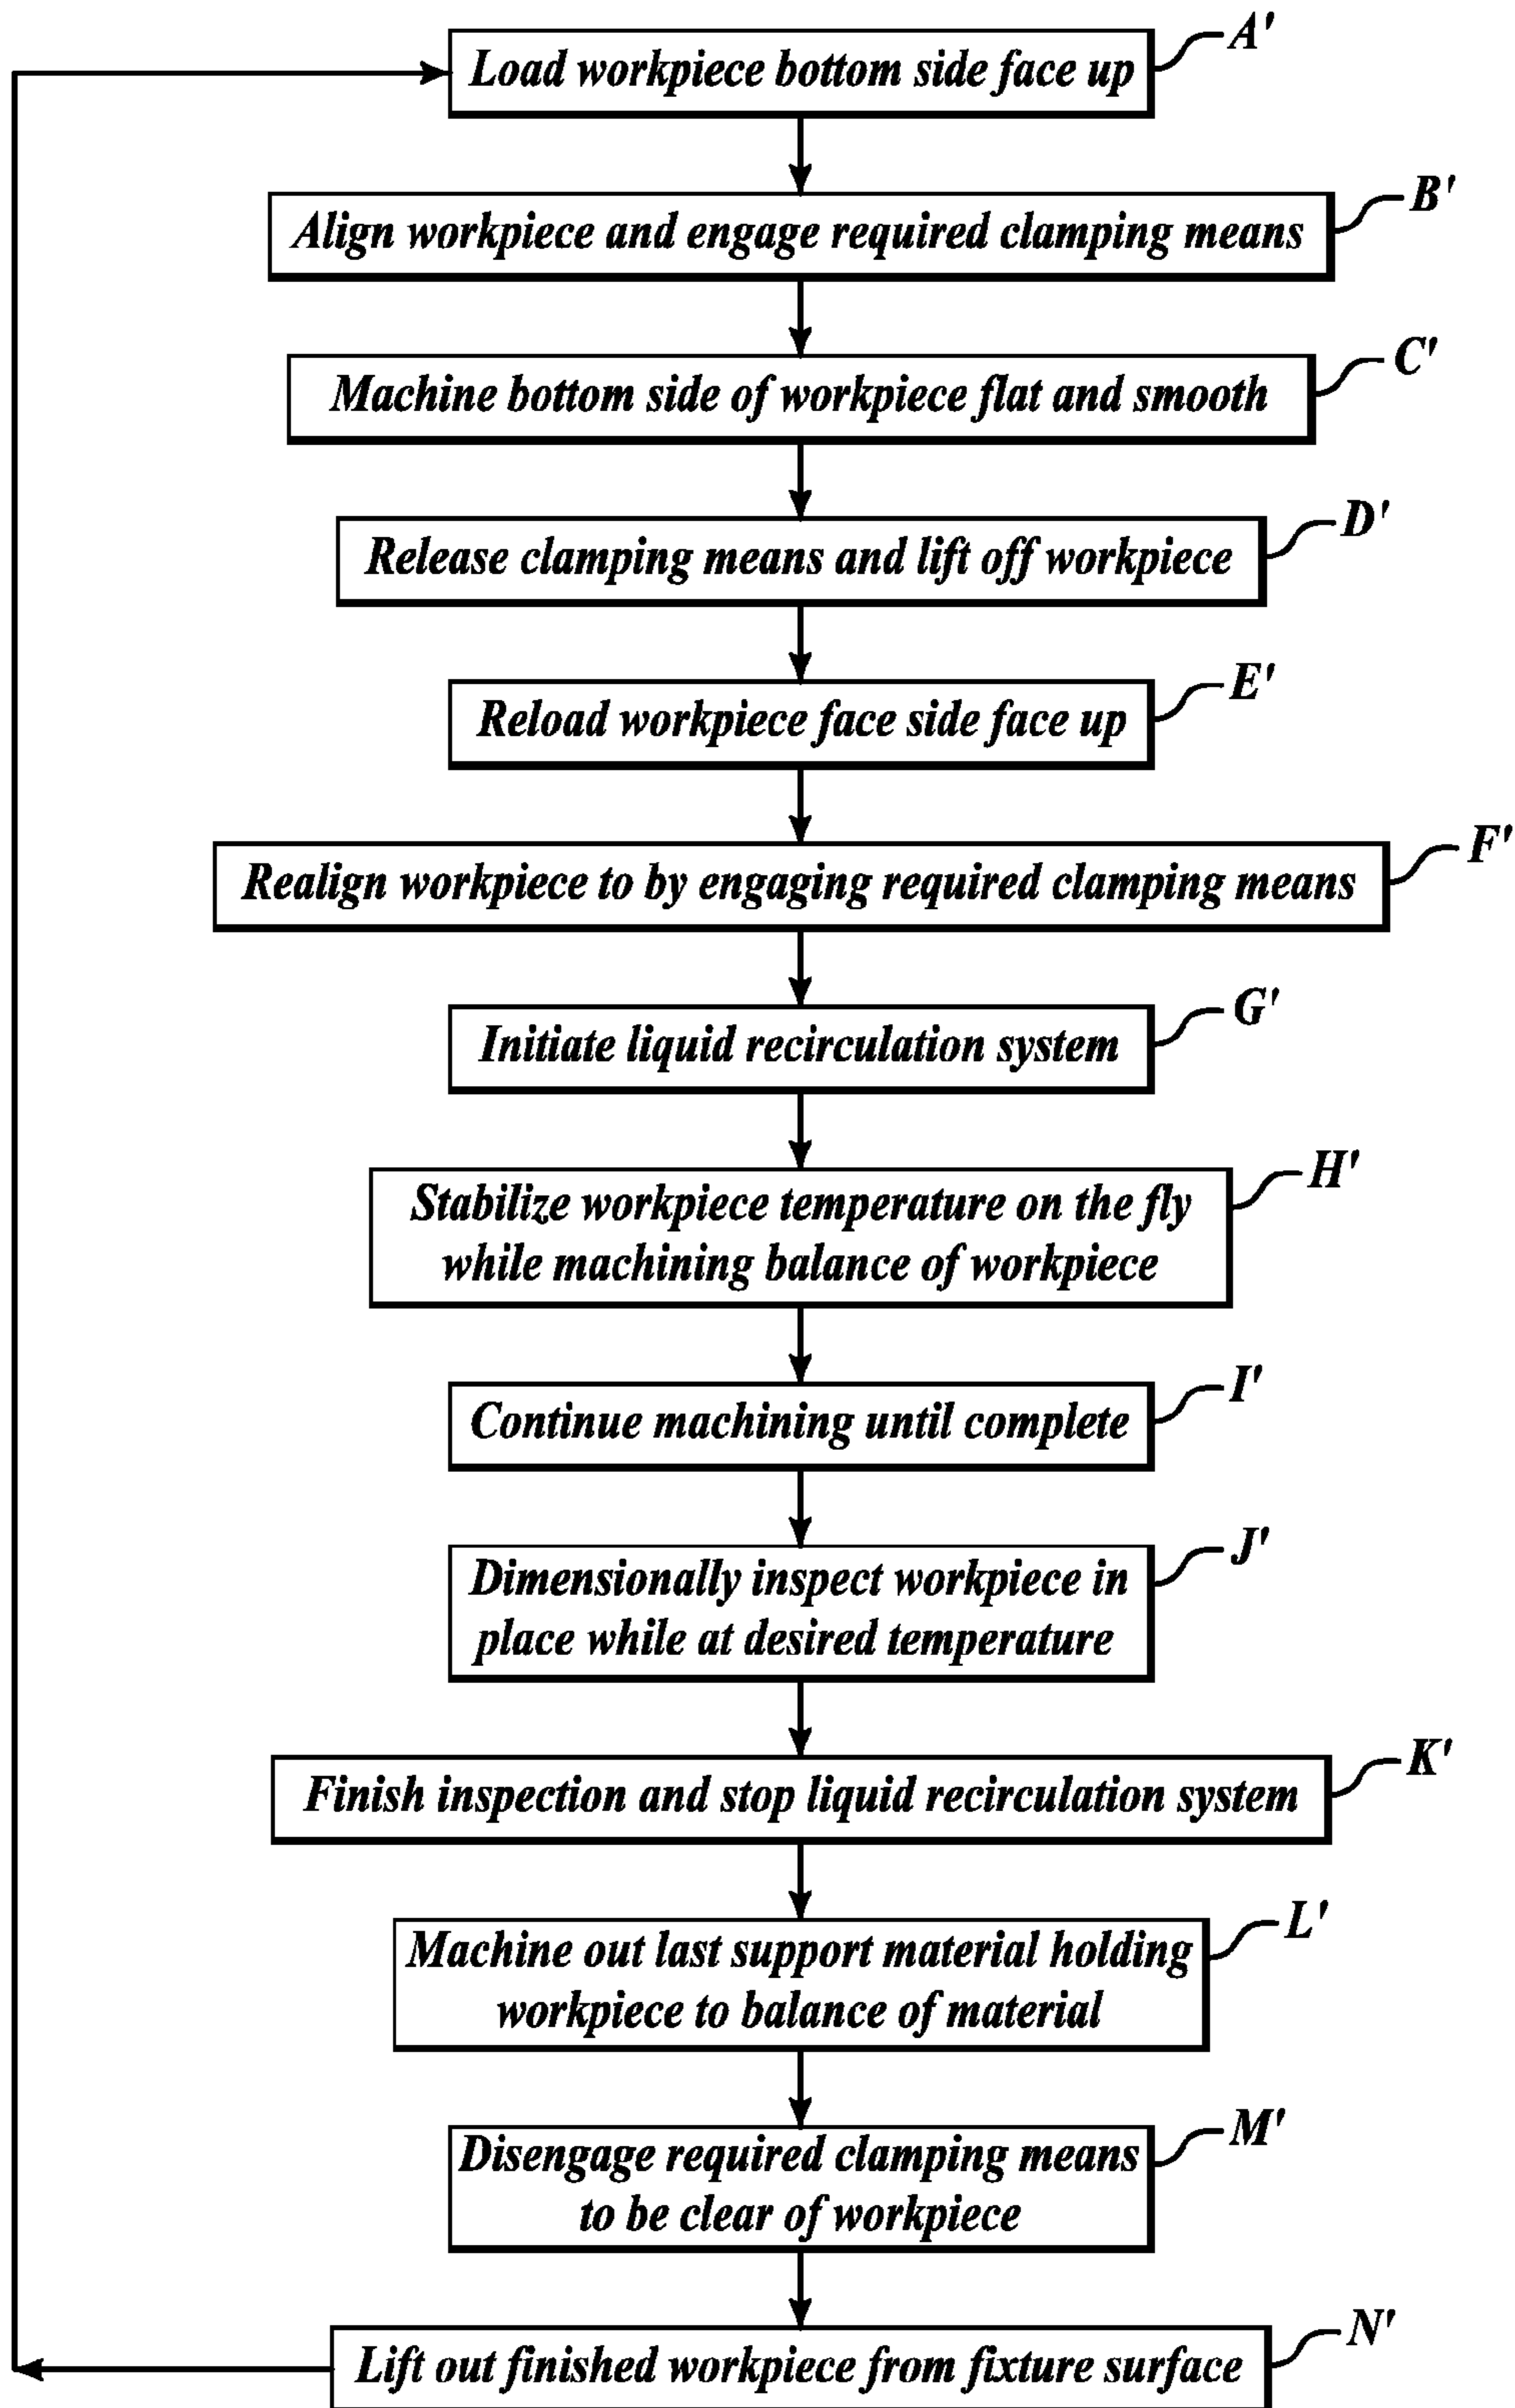 Load workpiece bottom side face up
A'
Align workpiece and engage required clamping means
B'
Machine bottom side of workpiece flat and smooth
C'
Release clamping means and lift off workpiece
D'
Reload workpiece face side face up
E'
Realign workpiece to by engaging required clamping means
F'
Initiate liquid recirculation system
G'
Stabilize workpiece temperature on the fly
while machining balance of workpiece
H'
Continue machining until complete
I'
Dimensionally inspect workpiece in
place while at desired temperature
J'
Finish inspection and stop liquid recirculation system
K'
Machine out last support material holding
workpiece to balance of material
L'
Disengage required clamping means
to be clear of workpiece
M'
Lift out finished workpiece from fixture surface
N'